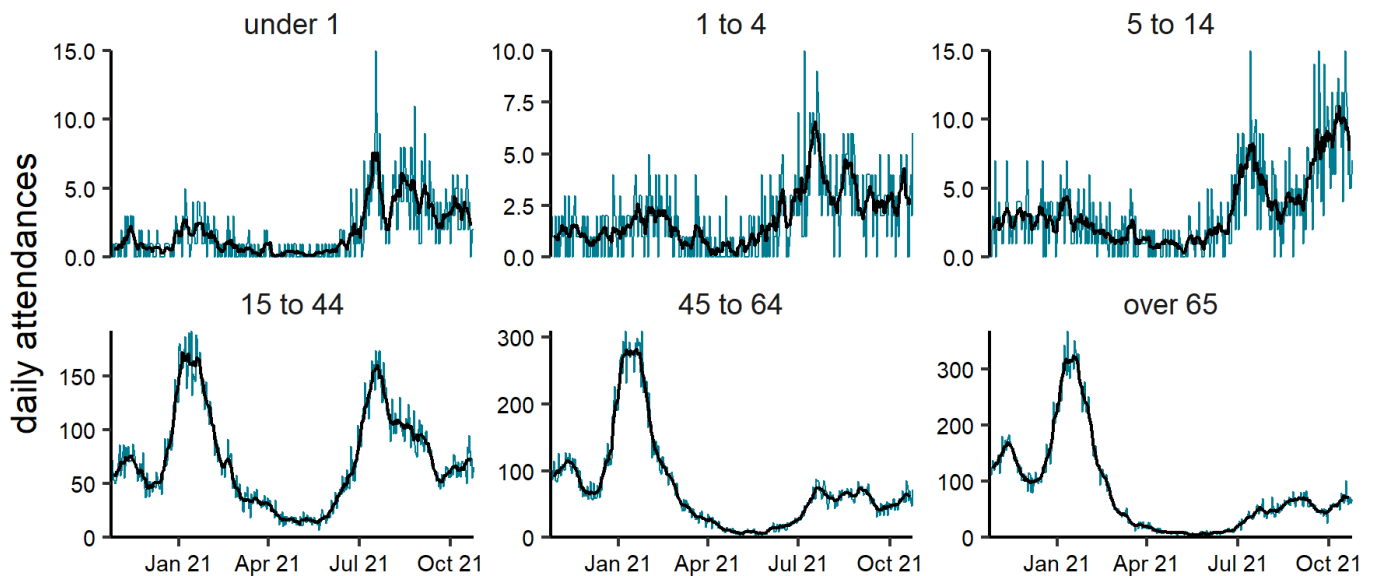 under 1
1 to 4
5 to 14
15.0
10.0
5.0
0.0
10.0
7.5
5.0
2.5
0.0
15.0
10.0
5.0
0.0
daily attendances
15 to 44
45 to 64
over 65
150
100
50
0
300
200
100
0
300
200
100
0
Jan 21
Apr 21
Jul 21
Oct 21
Jan 21
Apr 21
Jul 21
Oct 21
Jan 21
Apr 21
Jul 21
Oct 21